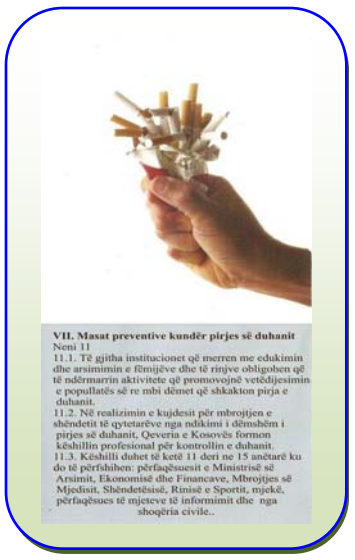 VII. Masat preventive kundër pirjes së duhanit
Neni 11
11.1. Të gjitha institucionet që merren me edukimin
dhe arsimimin e fëmijëve dhe të rinjve obligohen që
të ndërmarrin aktivitete që promovojnë vetëdijesimin
e popullatës së re mbi dëmet që shkakton pirja e
duhanit.
11.2. Në realizimin e kujdesit për mbrojtjen e
shëndetit të qytetarëve nga ndikimi i dëmshëm i
pirjes së duhanit, Qeveria e Kosovës formon
këshillin profesional për kontrollin e duhanit.
11.3. Këshilli duhet të ketë 11 deri ne 15 anëtarë ku
do të përfshihen: përfaqësuesit e Ministrisë së
Arsimit, Ekonomisë dhe Financave, Mbrojtjes së
Mjedisit, Shëndetësisë, Rinisë e Sportit, mjekë,
përfaqësues të mjeteve të informimit dhe nga
shoqëria civile..